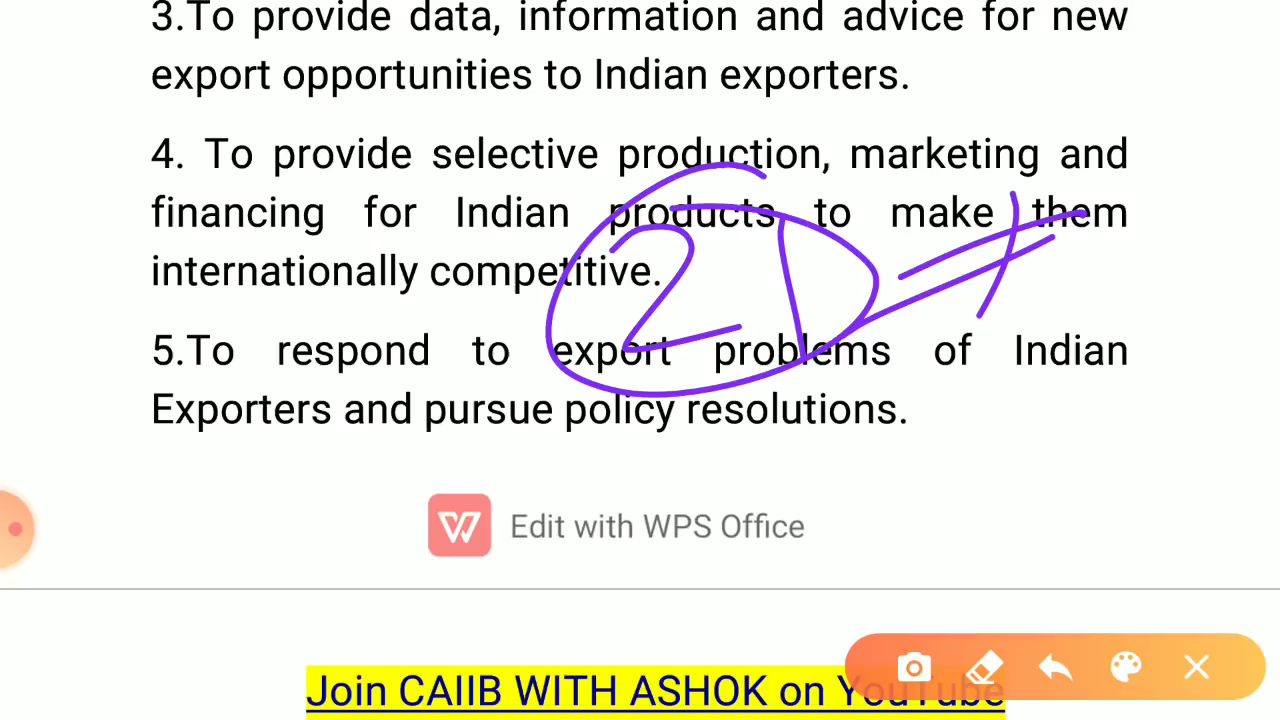 3.To provide data, information and advice for new
export opportunities to Indian exporters.
4. To provide selective production, marketing and
financing for Indian products to make them
internationally competitive.
5.To respond to export problems of Indian
Exporters and pursue policy resolutions.
Edit with WPS Office
Join CAIIB WITH ASHOK on YouTube